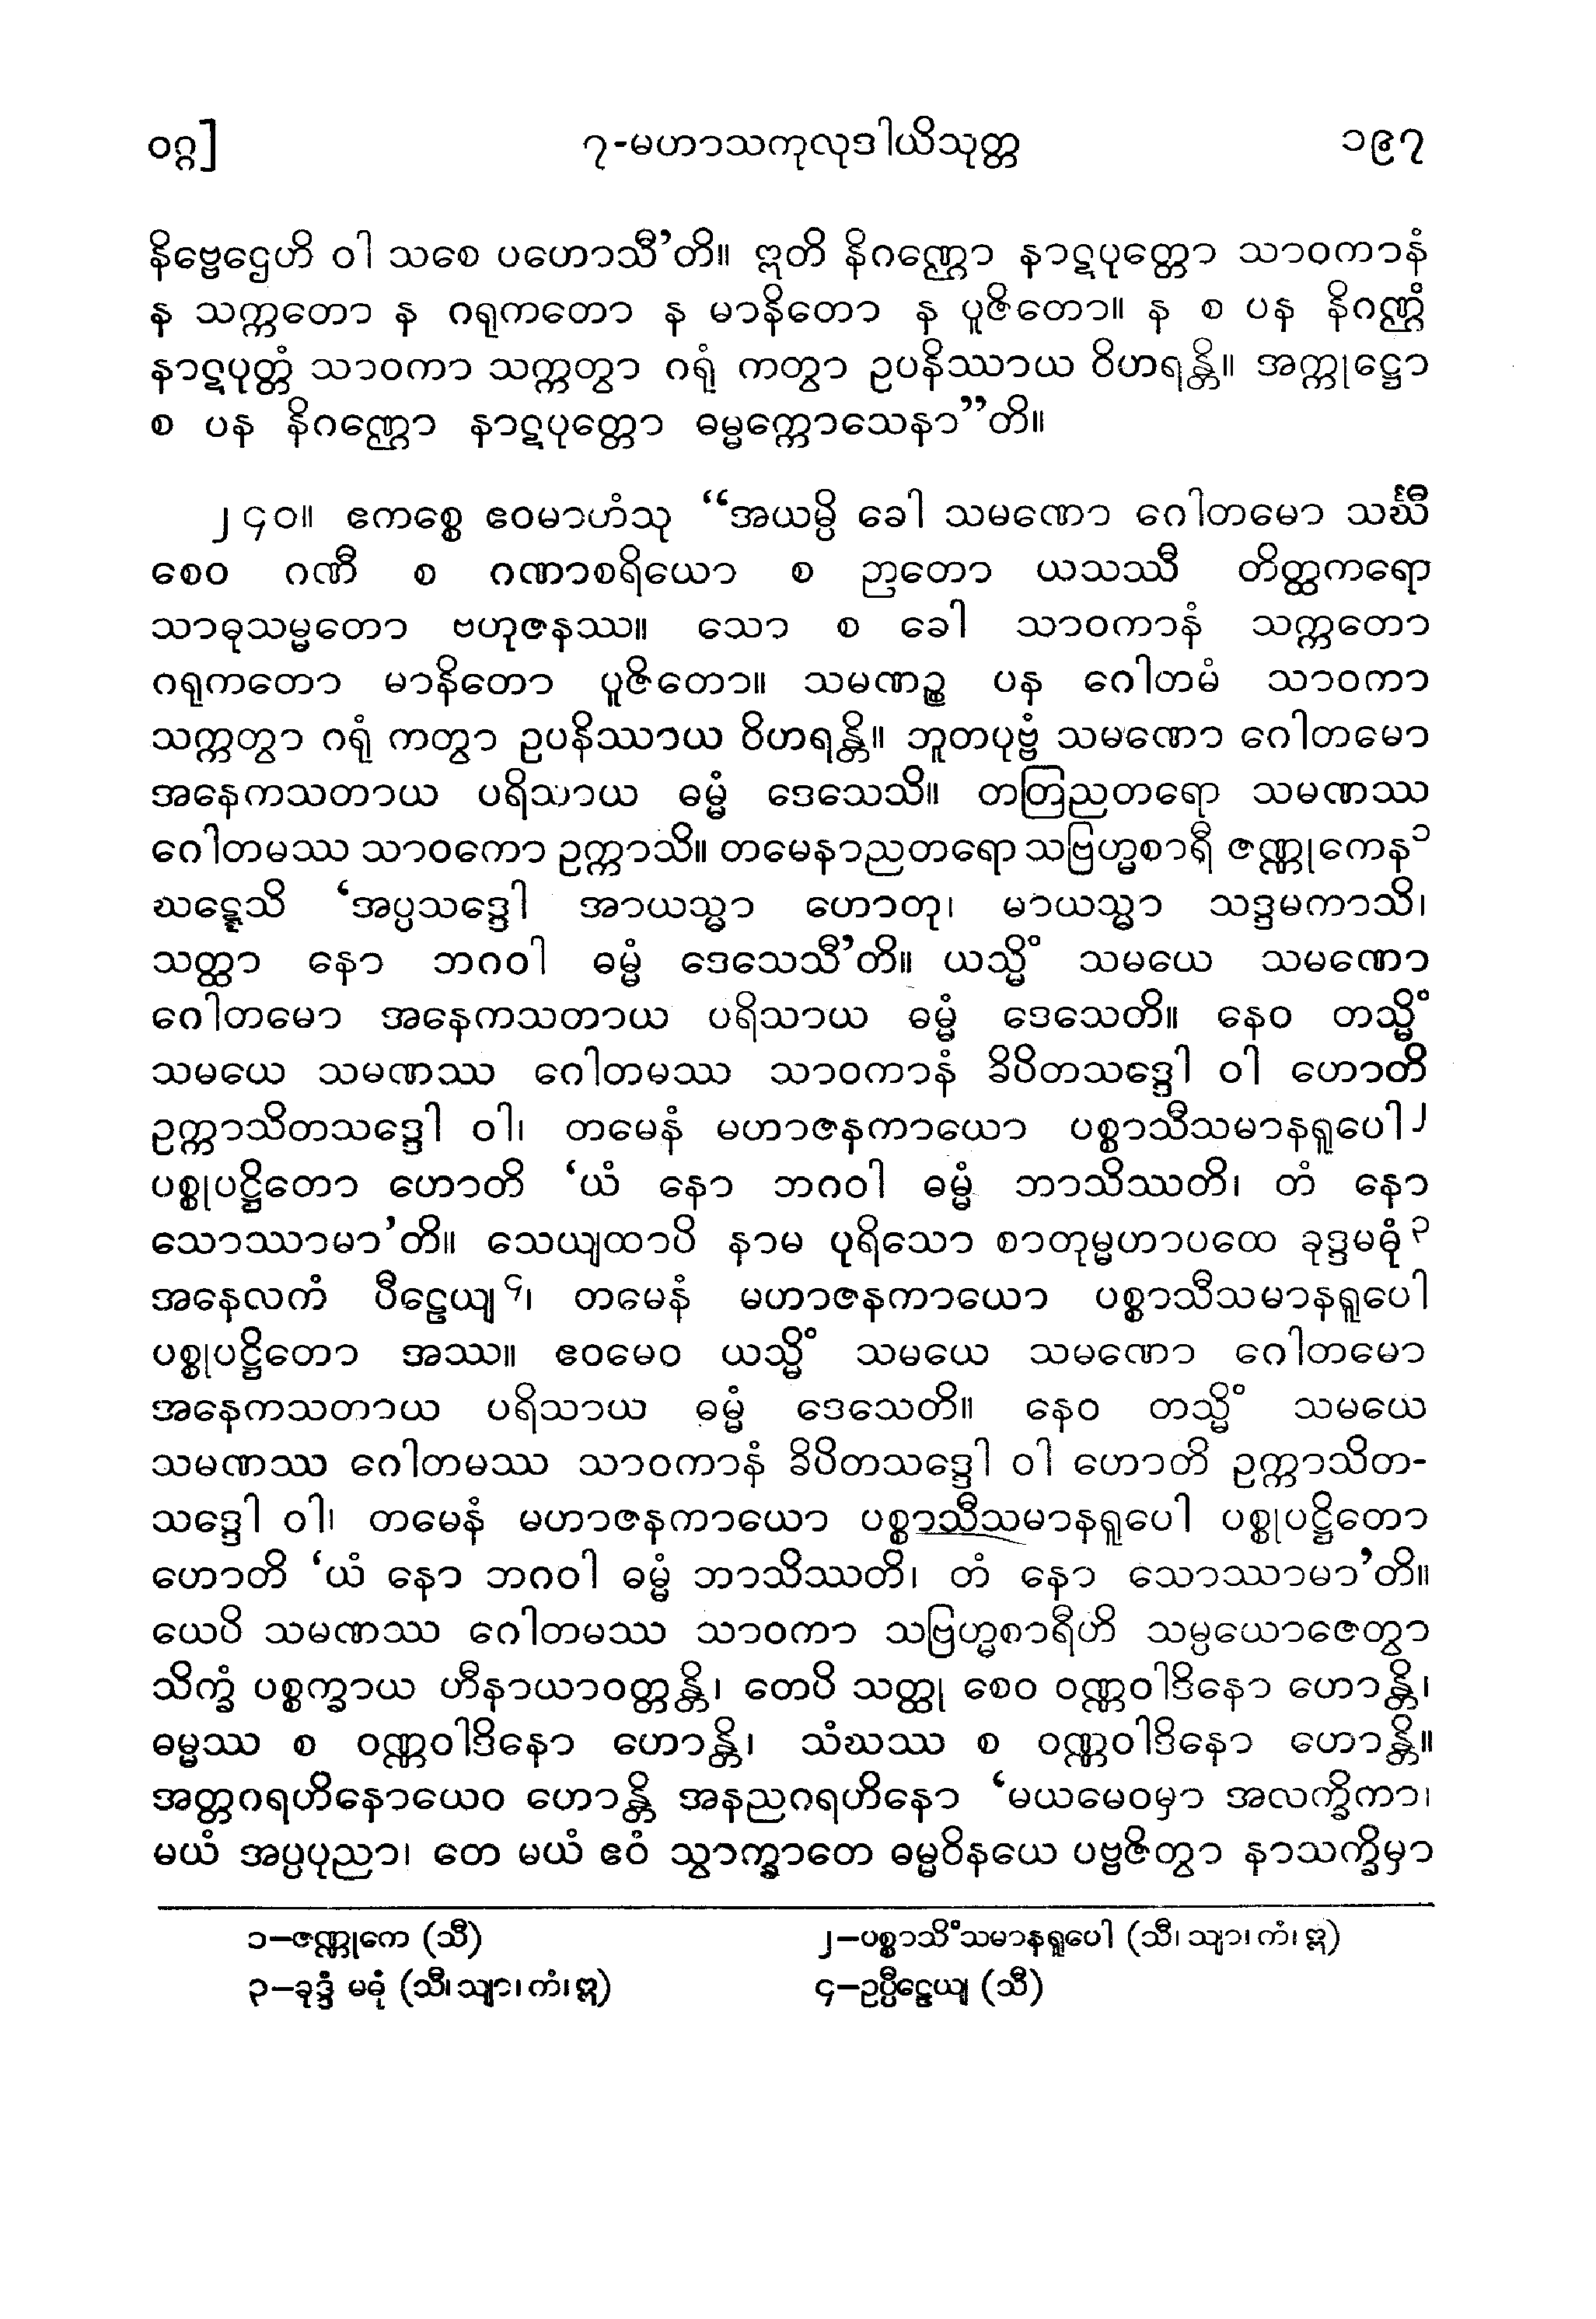 ဝဂ္ဂ] ၇-မဟာသကုလုဒါယိသုတ္တ ၁၉၇
နိဗ္ဗေဌေဟိ ဝါ သစေ ပဟောသီ’တိ။ ဣတိ နိဂဏ္ဌော နာဋပုတ္တော သာဝကာနံ
န သက္ကတော န ဂရုကတော န မာနိတော န ပူဇိတော။ န စ ပန နိဂဏ္ဌံ
နာဋပုတ္တံ သာဝကာ သက္ကတွာ ဂရုံ ကတွာ ဥပနိဿာယ ဝိဟရန္တိ။ အက္ကုဋ္ဌော
စ ပန နိဂဏ္ဌော နာဋပုတ္တော ဓမ္မက္ကောသေနာ”တိ။
၂၄၀။ ဧကစ္စေ ဧဝမာဟံသု “အယမ္ပိ ခေါ သမဏော ဂေါတမော သင်္ဃီ
စေဝ ဂဏီ စ ဂဏာစရိယော စ ဉာတော ယသဿီ တိတ္ထကရော
သာဓုသမ္မတော ဗဟုဇနဿ။ သော စ ခေါ သာဝကာနံ သက္ကတော
ဂရုကတော မာနိတော ပူဇိတော။ သမဏဉ္စ ပန ဂေါတမံ သာဝကာ
သက္ကတွာ ဂရုံ ကတွာ ဥပနိဿာယ ဝိဟရန္တိ။ ဘူတပုဗ္ဗံ သမဏော ဂေါတမော
အနေကသတာယ ပရိသာယ ဓမ္မံ ဒေသေသိ။ တတြညတရော သမဏဿ
ဂေါတမဿ သာဝကော ဥက္ကာသိ။ တမေနာညတရော သဗြဟ္မစာရီ ဇဏ္ဏုကေန၁
ဃဋ္ဋေသိ ‘အပ္ပသဒ္ဒေါ အာယသ္မာ ဟောတု၊ မာယသ္မာ သဒ္ဒမကာသိ၊
သတ္ထာ နော ဘဂဝါ ဓမ္မံ ဒေသေသီ’တိ။ ယသ္မိံ သမယေ သမဏော
ဂေါတမော အနေကသတာယ ပရိသာယ ဓမ္မံ ဒေသေတိ။ နေဝ တသ္မိံ
သမယေ သမဏဿ ဂေါတမဿ သာဝကာနံ ခိပိတသဒ္ဒေါ ဝါ ဟောတိ
ဥက္ကာသိတသဒ္ဒေါ ဝါ၊ တမေနံ မဟာဇနကာယော ပစ္စာသီသမာနရူပေါ၂
ပစ္စုပဋ္ဌိတော ဟောတိ ‘ယံ နော ဘဂဝါ ဓမ္မံ ဘာသိဿတိ၊ တံ နော
သောဿာမာ’တိ။ သေယျထာပိ နာမ ပုရိသော စာတုမ္မဟာပထေ ခုဒ္ဒမဓုံ၃
အနေလကံ ပီဠေယျ၄၊ တမေနံ မဟာဇနကာယော ပစ္စာသီသမာနရူပေါ
ပစ္စုပဋ္ဌိတော အဿ။ ဧဝမေဝ ယသ္မိံ သမယေ သမဏော ဂေါတမော
အနေကသတာယ ပရိသာယ ဓမ္မံ ဒေသေတိ။ နေဝ တသ္မိံ သမယေ
သမဏဿ ဂေါတမဿ သာဝကာနံ ခိပိတသဒ္ဒေါ ဝါ ဟောတိ ဥက္ကာသိတ-
သဒ္ဒေါ ဝါ၊ တမေနံ မဟာဇနကာယော ပစ္စာသီသမာနရူပေါ ပစ္စုပဋ္ဌိတော
ဟောတိ ‘ယံ နော ဘဂဝါ ဓမ္မံ ဘာသိဿတိ၊ တံ နော သောဿာမာ’တိ။
ယေပိ သမဏဿ ဂေါတမဿ သာဝကာ သဗြဟ္မစာရီဟိ သမ္ပယောဇေတွာ
သိက္ခံ ပစ္စက္ခာယ ဟီနာယာဝတ္တန္တိ၊ တေပိ သတ္ထု စေဝ ဝဏ္ဏဝါဒိနော ဟောန္တိ၊
ဓမ္မဿ စ ဝဏ္ဏဝါဒိနော ဟောန္တိ၊ သံဃဿ စ ဝဏ္ဏဝါဒိနော ဟောန္တိ။
အတ္တဂရဟိနောယေဝ ဟောန္တိ အနညဂရဟိနော ‘မယမေဝမှာ အလက္ခိကာ၊
မယံ အပ္ပပုညာ၊ တေ မယံ ဧဝံ သွာက္ခာတေ ဓမ္မဝိနယေ ပဗ္ဗဇိတွာ နာသက္ခိမှာ
၁–ဇဏ္ဏုကေ (သီ) ၂–ပစ္စာသိံသမာနရူပေါ (သီ၊ သျာ၊ ကံ၊ ဣ)
၃–ခုဒ္ဒံ မဓုံ (သီ၊ သျာ၊ ကံ၊ ဣ) ၄–ဥပ္ပီဠေယျ (သီ)